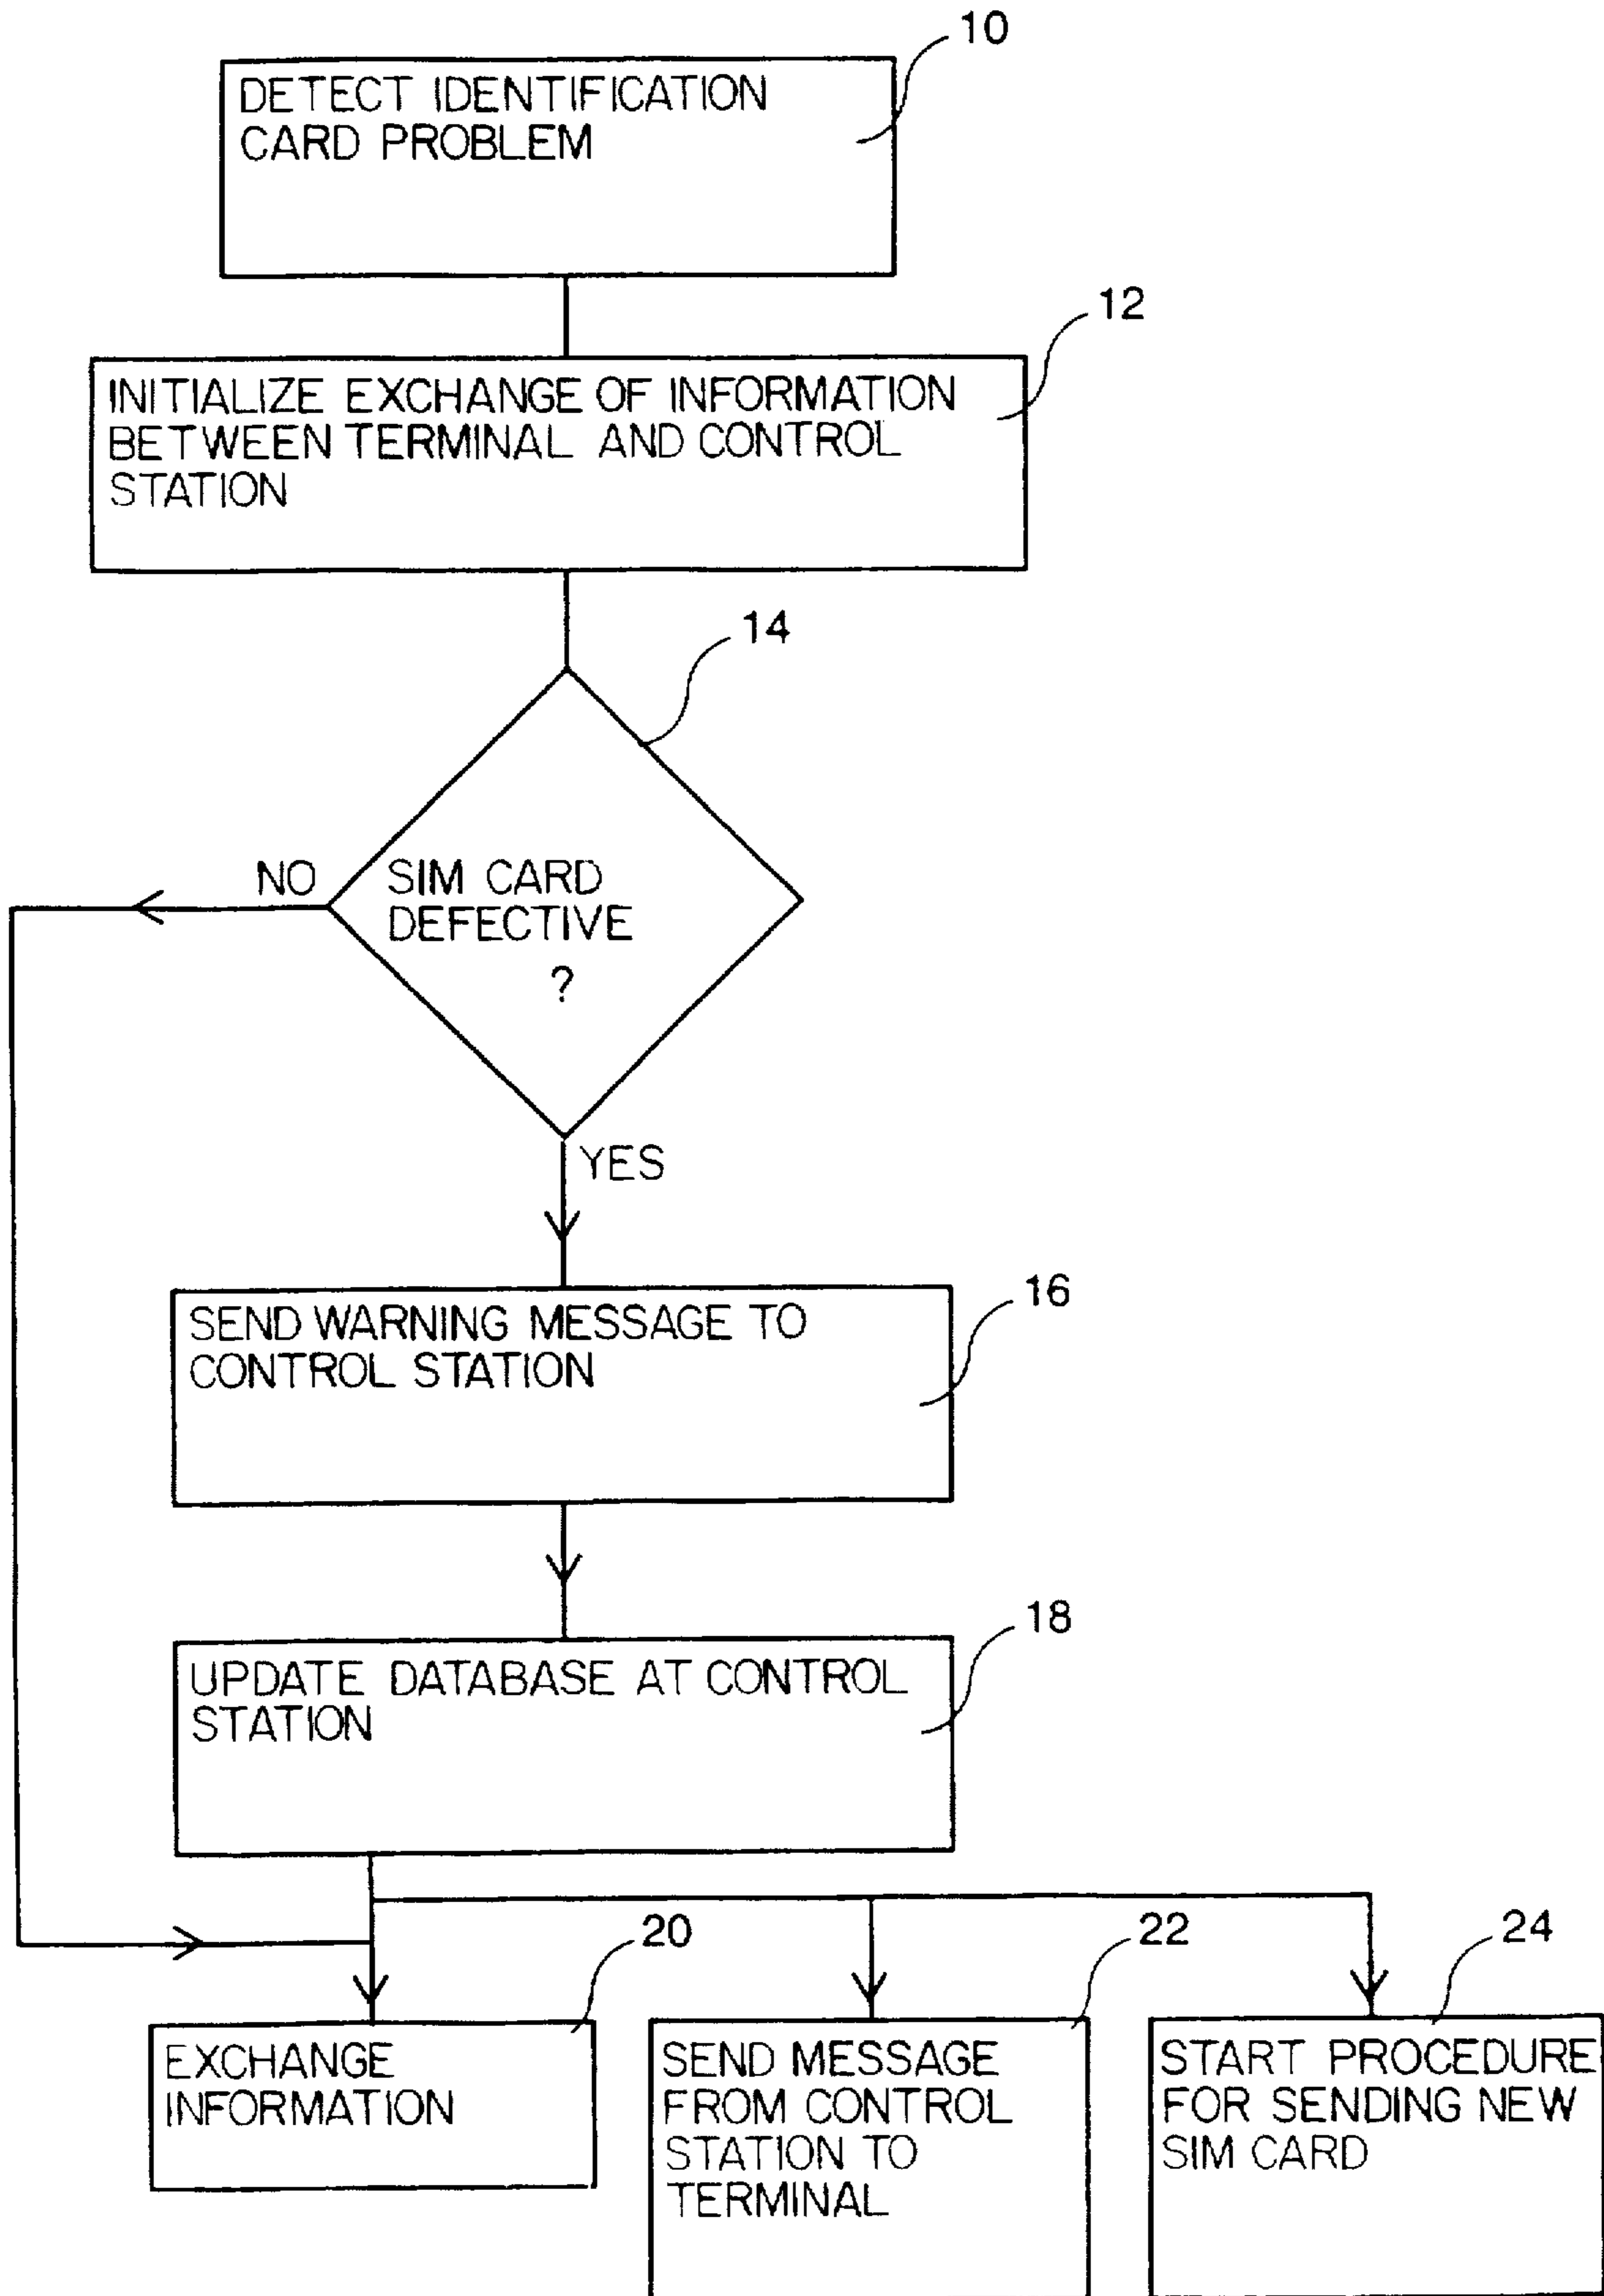 10
DETECT IDENTIFICATION
CARD PROBLEM
12
INITIALIZE EXCHANGE OF INFORMATION
BETWEEN TERMINAL AND CONTROL
STATION
14
NO
SIM CARD
DEFECTIVE
?
YES
16
SEND WARNING MESSAGE TO
CONTROL STATION
18
UPDATE DATABASE AT CONTROL
STATION
20
EXCHANGE
INFORMATION
22
SEND MESSAGE
FROM CONTROL
STATION TO
TERMINAL
24
START PROCEDURE
FOR SENDING NEW
SIM CARD